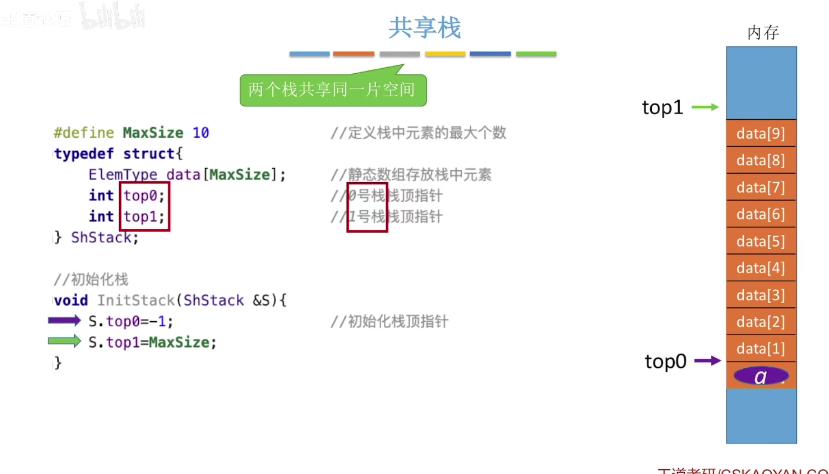 bilibili
共享栈
两个栈共享同一片空间
内存
#define MaxSize 10 //定义栈中元素的最大个数
typedef struct{
ElemType data[MaxSize]; //静态数组存放栈中元素
int top0; //0号栈栈顶指针
int top1; //1号栈栈顶指针
} ShStack;
//初始化栈
void InitStack(ShStack &S){
S.top0=-1; //初始化栈顶指针
S.top1=MaxSize;
}
top1
data[9]
data[8]
data[7]
data[6]
data[5]
data[4]
data[3]
data[2]
data[1]
top0
a
王道考研/CSKAOYAN.CO